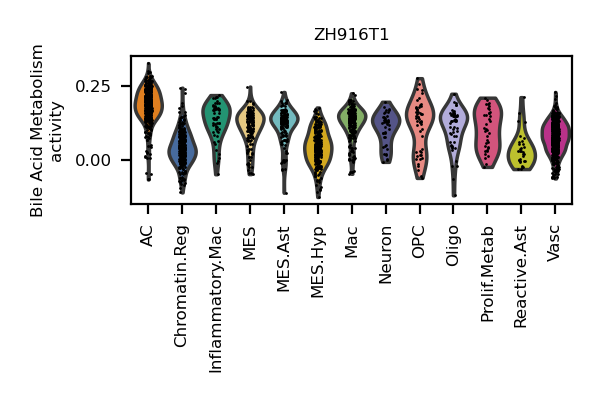 ZH916T1
Bile Acid Metabolism
activity
0.25
0.00
AC
Chromatin.Reg
Inflammatory.Mac
MES
MES.Ast
MES.Hyp
Mac
Neuron
OPC
Oligo
Prolif.Metab
Reactive.Ast
Vasc